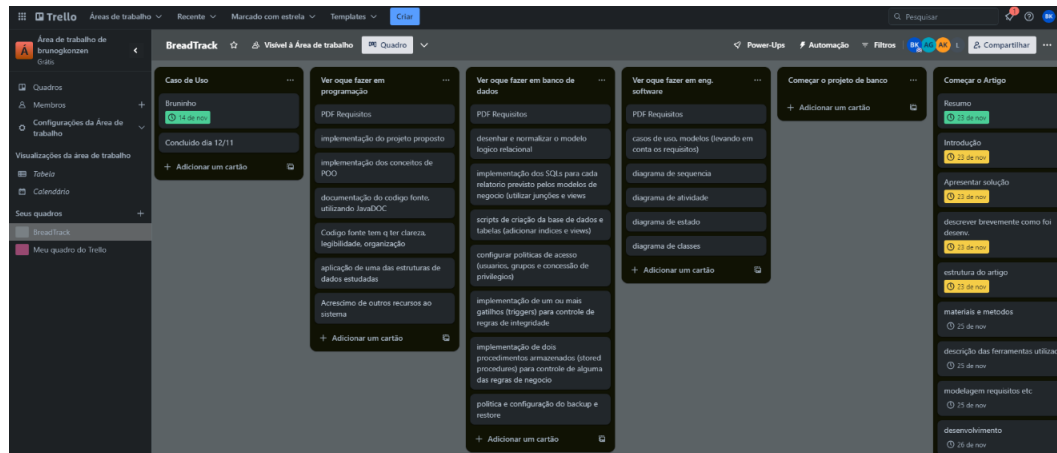 Trello
Áreas de trabalho
Recente
Marcado com estrela
Templates
Criar
Pesquisar
1
BK
Á
Área de trabalho de
brunogkonzen
Grátis
Quadros
Membros
Configurações da Área de
trabalho
Visualizações da área de trabalho
Tabela
Calendário
Seus quadros
BreadTrack
Meu quadro do Trello
BreadTrack
Visível à Área de trabalho
Quadro
Power-Ups
Automação
Filtros
BK
AG
AK
L
Compartilhar
Caso de Uso
Bruninho
14 de nov
Concluido dia 12/11
+ Adicionar um cartão
Ver oque fazer em
programação
PDF Requisitos
implementação do projeto proposto
implementação dos conceitos de
POO
documentação do codigo fonte,
utilizando JavaDOC
Codigo fonte tem q ter clareza,
legibilidade, organização
aplicação de uma das estruturas de
dados estudadas
Acrescimo de outros recursos ao
sistema
+ Adicionar um cartão
Ver oque fazer em banco de
dados
PDF Requisitos
desenhar e normalizar o modelo
logico relacional
implementação dos SQLs para cada
relatorio previsto pelos modelos de
negocio (utilizar junções e views
scripts de criação da base de dados e
tabelas (adicionar indices e views)
configurar politicas de acesso
(usuarios, grupos e concessão de
privilegios)
implementação de um ou mais
gatilhos (triggers) para controle de
regras de integridade
implementação de dois
procedimentos armazenados (stored
procedures) para controle de alguma
das regras de negocio
politica e configuração do backup e
restore
+ Adicionar um cartão
Ver oque fazer em eng.
software
PDF Requisitos
casos de uso, modelos (levando em
conta os requisitos)
diagrama de sequencia
diagrama de atividade
diagrama de estado
diagrama de classes
+ Adicionar um cartão
Começar o projeto de banco
+ Adicionar um cartão
Começar o Artigo
Resumo
23 de nov
Introdução
23 de nov
Apresentar solução
23 de nov
descrever brevemente como foi
desenv.
23 de nov
estrutura do artigo
23 de nov
materiais e metodos
25 de nov
descrição das ferramentas utilizad
25 de nov
modelagem requisitos etc
25 de nov
desenvolvimento
26 de nov